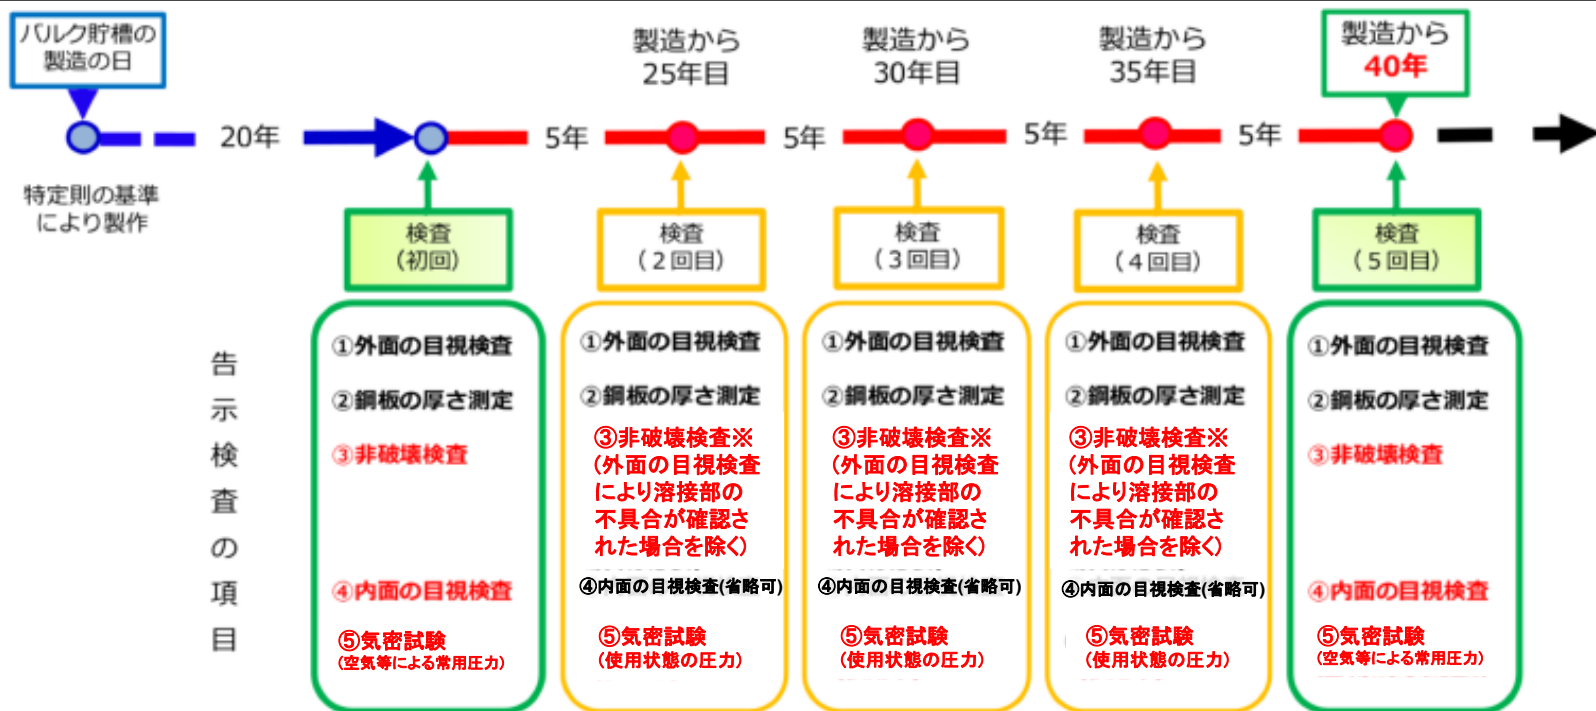 バルク貯槽の
製造の日
製造から
25年目
製造から
30年目
製造から
35年目
製造から
40年
20年
5年
5年
5年
5年
特定則の基準
により製作
検査
(初回)
検査
(２回目)
検査
(３回目)
検査
(４回目)
検査
(５回目)
告示検査の項目
①外面の目視検査
②鋼板の厚さ測定
③非破壊検査
④内面の目視検査
⑤気密試験
(空気等による常用圧力)
①外面の目視検査
②鋼板の厚さ測定
③非破壊検査※
(外面の目視検査
により溶接部の
不具合が確認さ
れた場合を除く)
④内面の目視検査(省略可)
⑤気密試験
(使用状態の圧力)
①外面の目視検査
②鋼板の厚さ測定
③非破壊検査※
(外面の目視検査
により溶接部の
不具合が確認さ
れた場合を除く)
④内面の目視検査(省略可)
⑤気密試験
(使用状態の圧力)
①外面の目視検査
②鋼板の厚さ測定
③非破壊検査※
(外面の目視検査
により溶接部の
不具合が確認さ
れた場合を除く)
④内面の目視検査(省略可)
⑤気密試験
(使用状態の圧力)
①外面の目視検査
②鋼板の厚さ測定
③非破壊検査
④内面の目視検査
⑤気密試験
(空気等による常用圧力)